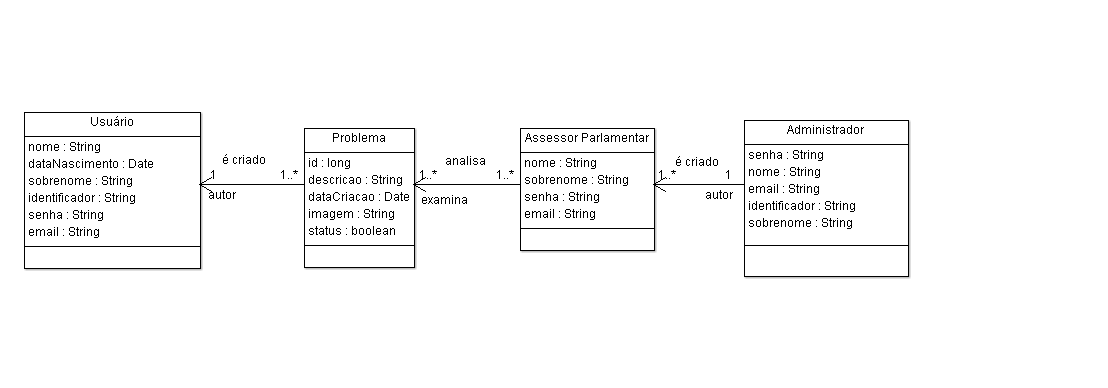 Usuário
nome : String
dataNascimento : Date
sobrenome : String
identificador : String
senha : String
email : String
é criado
1
1..*
autor
Problema
id : long
descricao : String
dataCriacao : Date
imagem : String
status : boolean
analisa
1..*
1..*
examina
Assessor Parlamentar
nome : String
sobrenome : String
senha : String
email : String
é criado
1..*
1
autor
Administrador
senha : String
nome : String
email : String
identificador : String
sobrenome : String